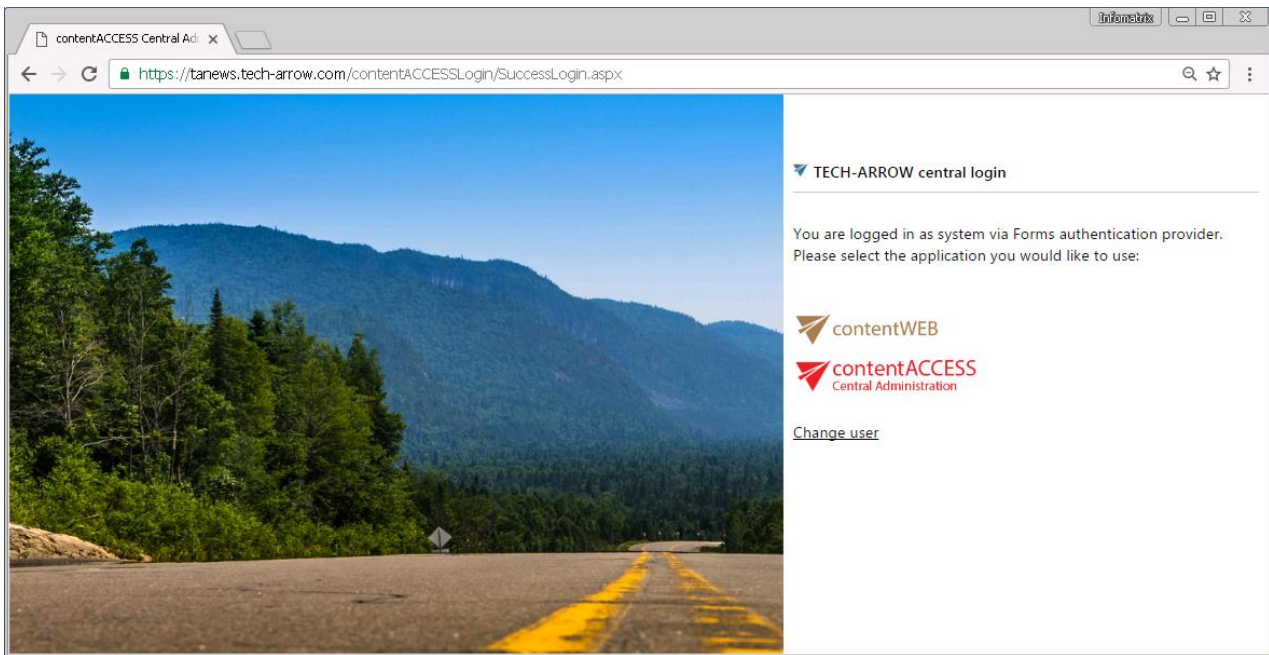 Infomatrix
contentACCESS Central Adr
https://tanews.tech-arrow.com/contentACCESSLogin/SuccessLogin.aspx
TECH-ARROW central login
You are logged in as system via Forms authentication provider.
Please select the application you would like to use:
contentWEB
contentACCESS
Central Administration
Change user